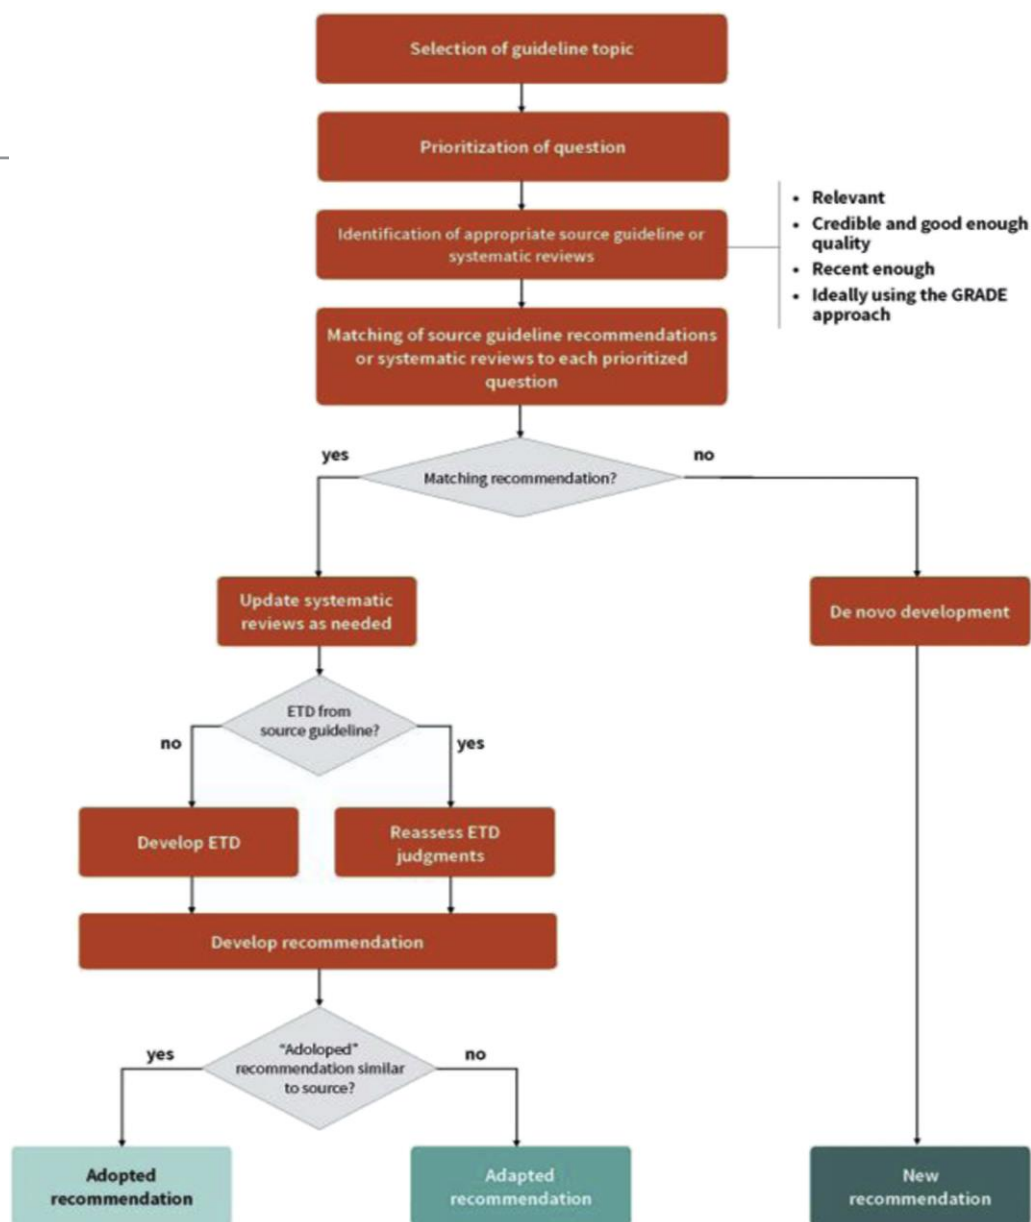 Selection of guideline topic
Prioritization of question
Identification of appropriate source guideline or
systematic reviews
• Relevant
• Credible and good enough
quality
• Recent enough
• Ideally using the GRADE
approach
Matching of source guideline recommendations
or systematic reviews to each prioritized
question
yes
no
Matching recommendation?
Update systematic
reviews as needed
De novo development
ETD from
source guideline?
no
yes
Develop ETD
Reassess ETD
judgments
Develop recommendation
yes
no
“Adoloped”
recommendation similar
to source?
Adopted
recommendation
Adapted
recommendation
New
recommendation